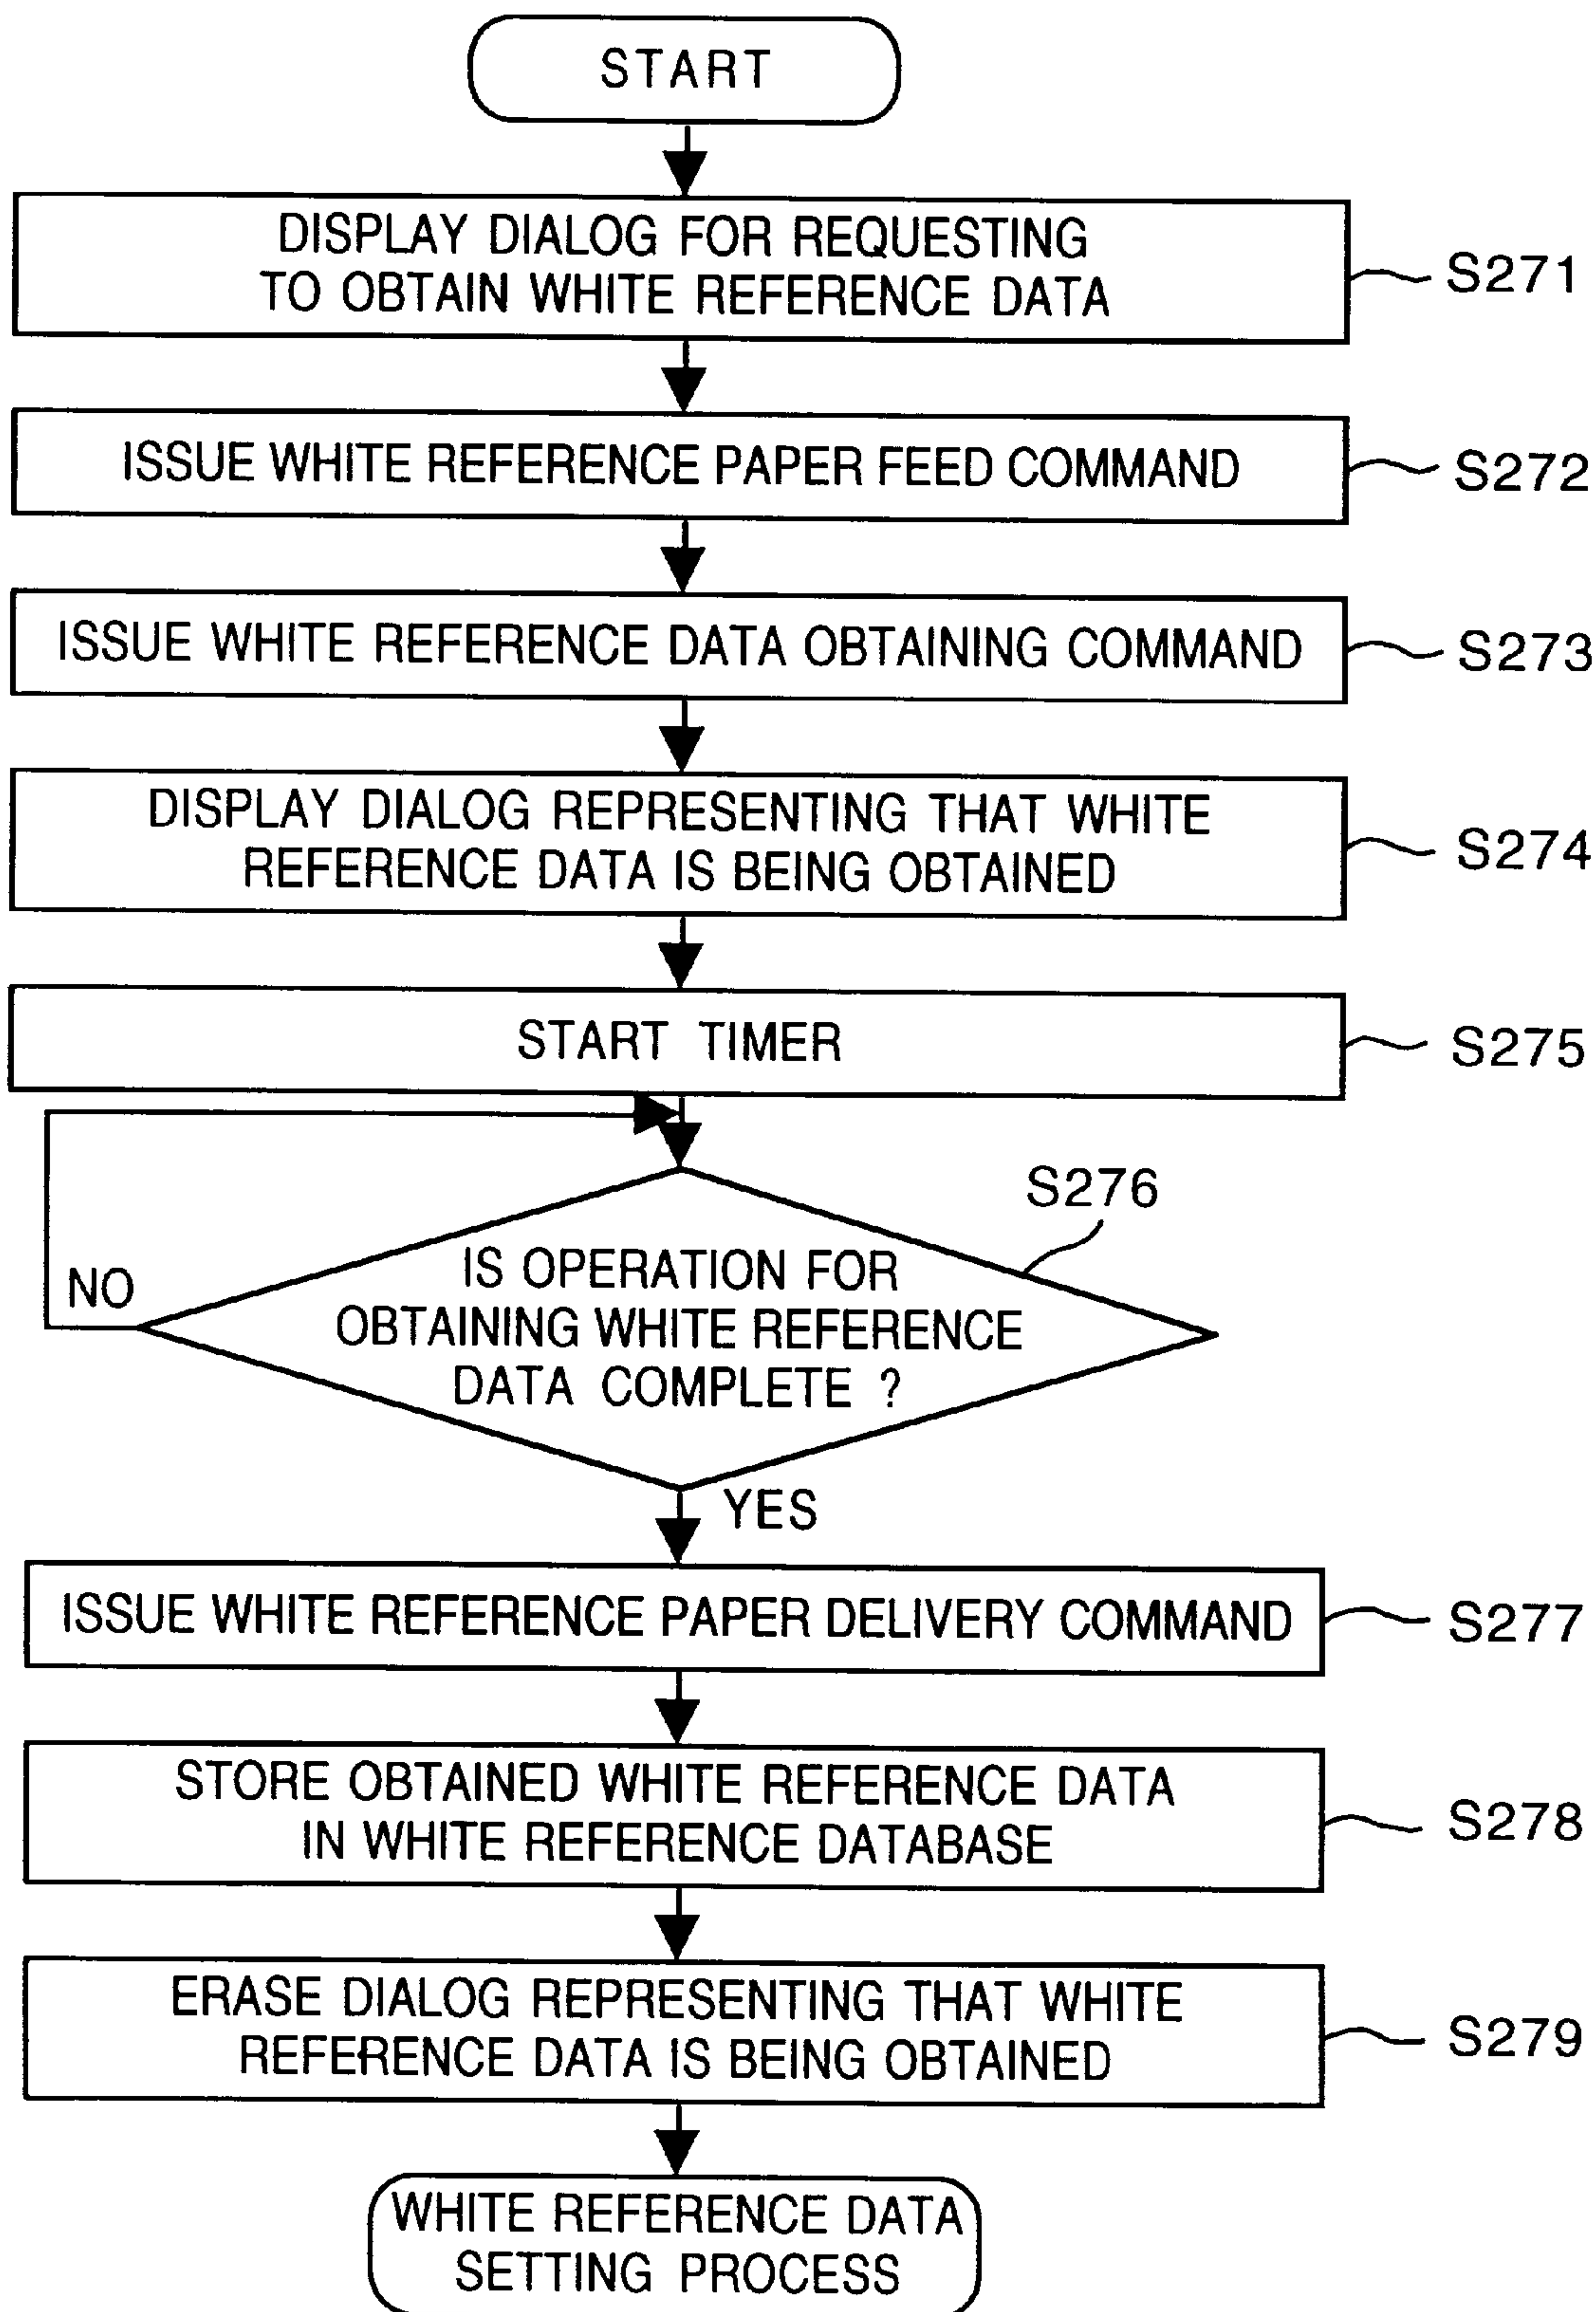 START
DISPLAY DIALOG FOR REQUESTING
TO OBTAIN WHITE REFERENCE DATA
S271
ISSUE WHITE REFERENCE PAPER FEED COMMAND
S272
ISSUE WHITE REFERENCE DATA OBTAINING COMMAND
S273
DISPLAY DIALOG REPRESENTING THAT WHITE
REFERENCE DATA IS BEING OBTAINED
S274
START TIMER
S275
S276
IS OPERATION FOR
OBTAINING WHITE REFERENCE
DATA COMPLETE ?
NO
YES
ISSUE WHITE REFERENCE PAPER DELIVERY COMMAND
S277
STORE OBTAINED WHITE REFERENCE DATA
IN WHITE REFERENCE DATABASE
S278
ERASE DIALOG REPRESENTING THAT WHITE
REFERENCE DATA IS BEING OBTAINED
S279
WHITE REFERENCE DATA
SETTING PROCESS